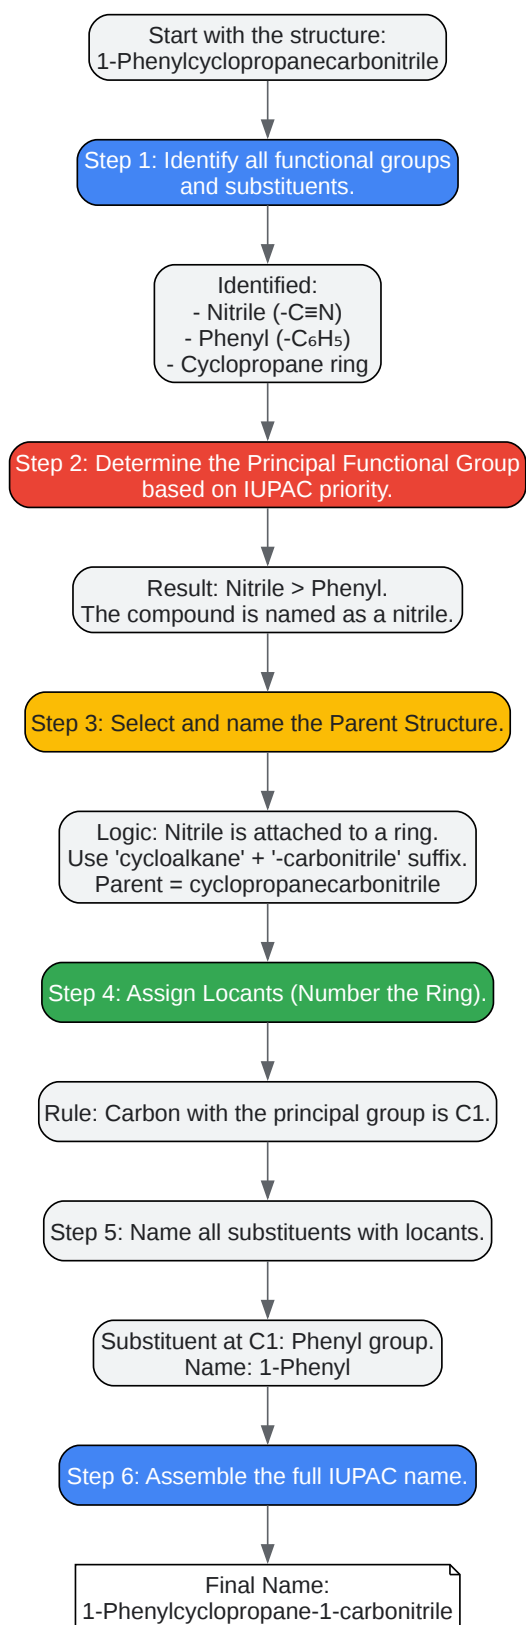 Start with the structure:
1-Phenylcyclopropanecarbonitrile
Step 1: Identify all functional groups
and substituents.
Identified:
- Nitrile (-C≡N)
- Phenyl (-C₆H₅)
- Cyclopropane ring
Step 2: Determine the Principal Functional Group
based on IUPAC priority.
Result: Nitrile > Phenyl.
The compound is named as a nitrile.
Step 3: Select and name the Parent Structure.
Logic: Nitrile is attached to a ring.
Use 'cycloalkane' + '-carbonitrile' suffix.
Parent = cyclopropanecarbonitrile
Step 4: Assign Locants (Number the Ring).
Rule: Carbon with the principal group is C1.
Step 5: Name all substituents with locants.
Substituent at C1: Phenyl group.
Name: 1-Phenyl
Step 6: Assemble the full IUPAC name.
Final Name:
1-Phenylcyclopropane-1-carbonitrile